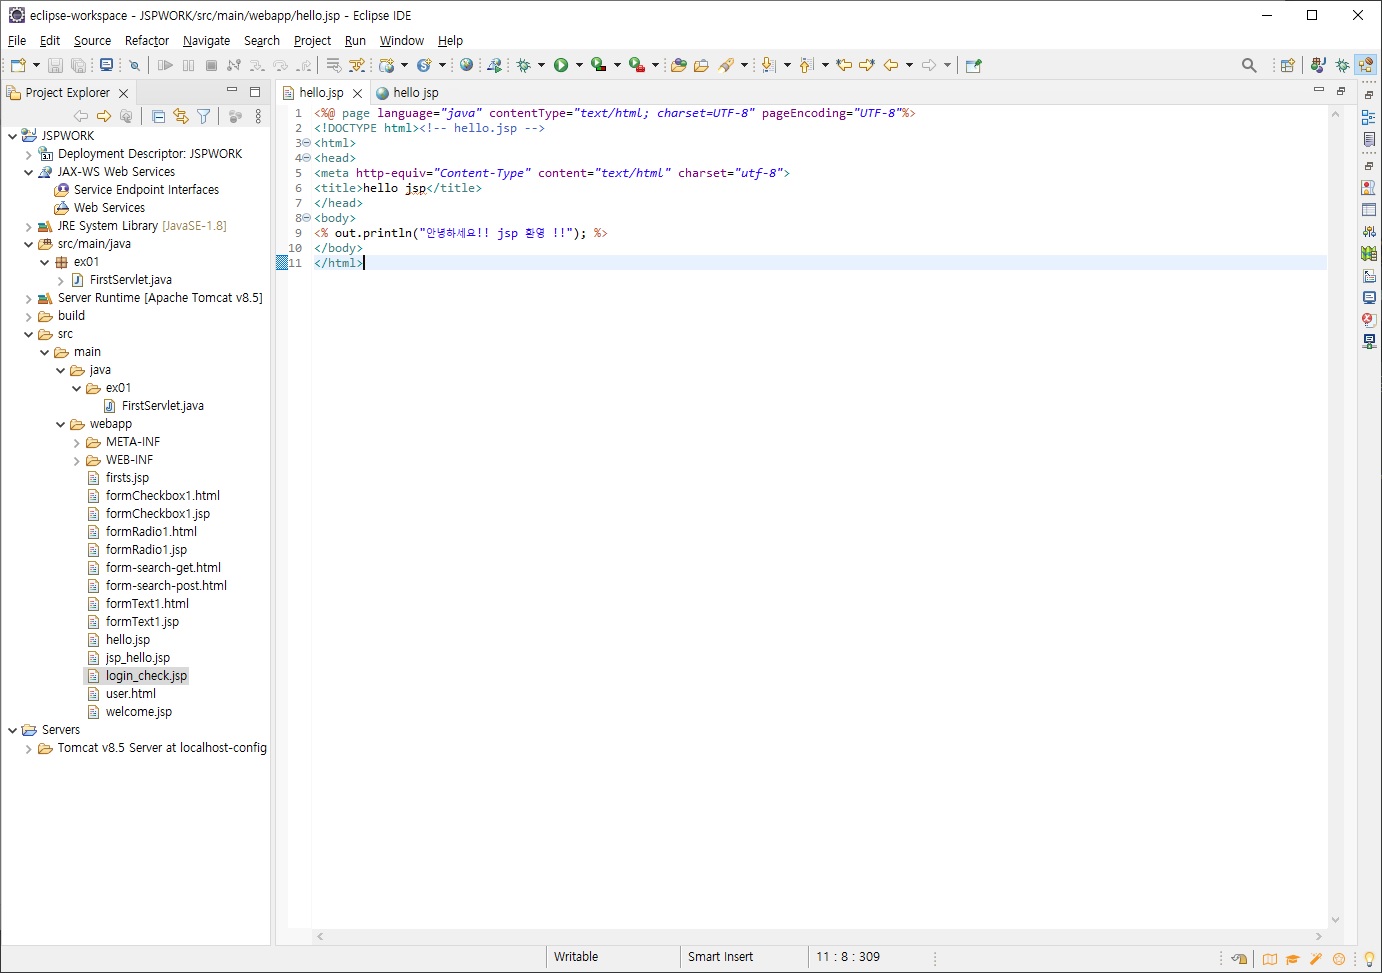 eclipse-workspace - JSPWORK/src/main/webapp/hello.jsp - Eclipse IDE
File Edit Source Refactor Navigate Search Project Run Window Help
Project Explorer
hello.jsp
hello jsp
JSPWORK
Deployment Descriptor: JSPWORK
JAX-WS Web Services
Service Endpoint Interfaces
Web Services
JRE System Library [JavaSE-1.8]
src/main/java
ex01
FirstServlet.java
Server Runtime [Apache Tomcat v8.5]
build
src
main
java
ex01
FirstServlet.java
webapp
META-INF
WEB-INF
firsts.jsp
formCheckbox1.html
formCheckbox1.jsp
formRadio1.html
formRadio1.jsp
form-search-get.html
form-search-post.html
formText1.html
formText1.jsp
hello.jsp
jsp_hello.jsp
login_check.jsp
user.html
welcome.jsp
Servers
Tomcat v8.5 Server at localhost-config
1 <%@ page language="java" contentType="text/html; charset=UTF-8" pageEncoding="UTF-8"%>
2 <!DOCTYPE html><!-- hello.jsp -->
3 <html>
4 <head>
5 <meta http-equiv="Content-Type" content="text/html" charset="utf-8">
6 <title>hello jsp</title>
7 </head>
8 <body>
9 <% out.println("안녕하세요!! jsp 환영 !!"); %>
10 </body>
11 </html>
Writable
Smart Insert
11 : 8 : 309